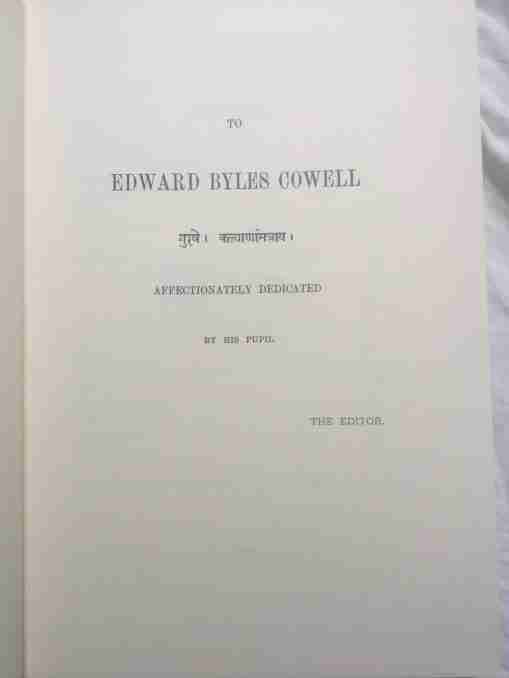 TO
EDWARD BYLES COWELL
गुरवे। कल्याणमित्राय।
AFFECTIONATELY DEDICATED
BY HIS PUPIL
THE EDITOR.